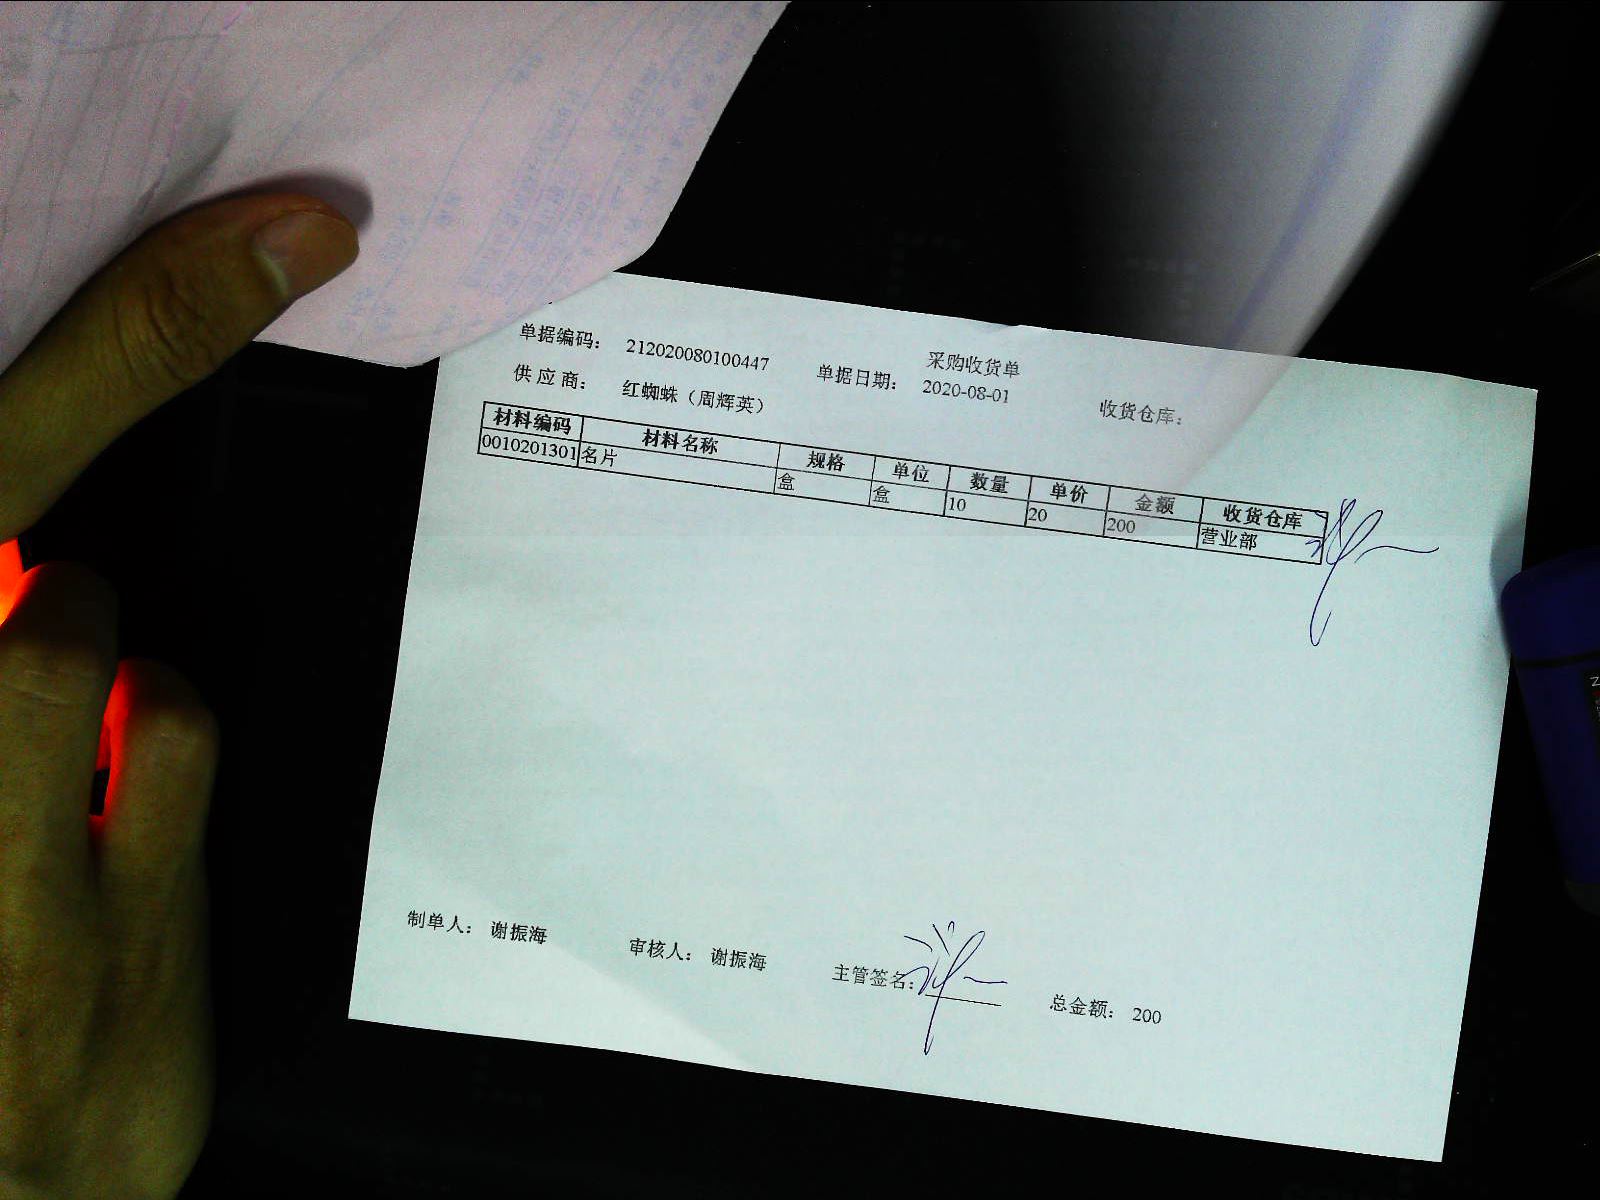 采购收货单
单据编码： 212020080100447 单据日期： 2020-08-01 收货仓库：
供应商： 红蜘蛛（周辉英）
材料编码 材料名称 规格 单位 数量 单价 金额 收货仓库
0010201301 名片 盒 盒 10 20 200 营业部
制单人： 谢振海 审核人： 谢振海 主管签名： 总金额： 200